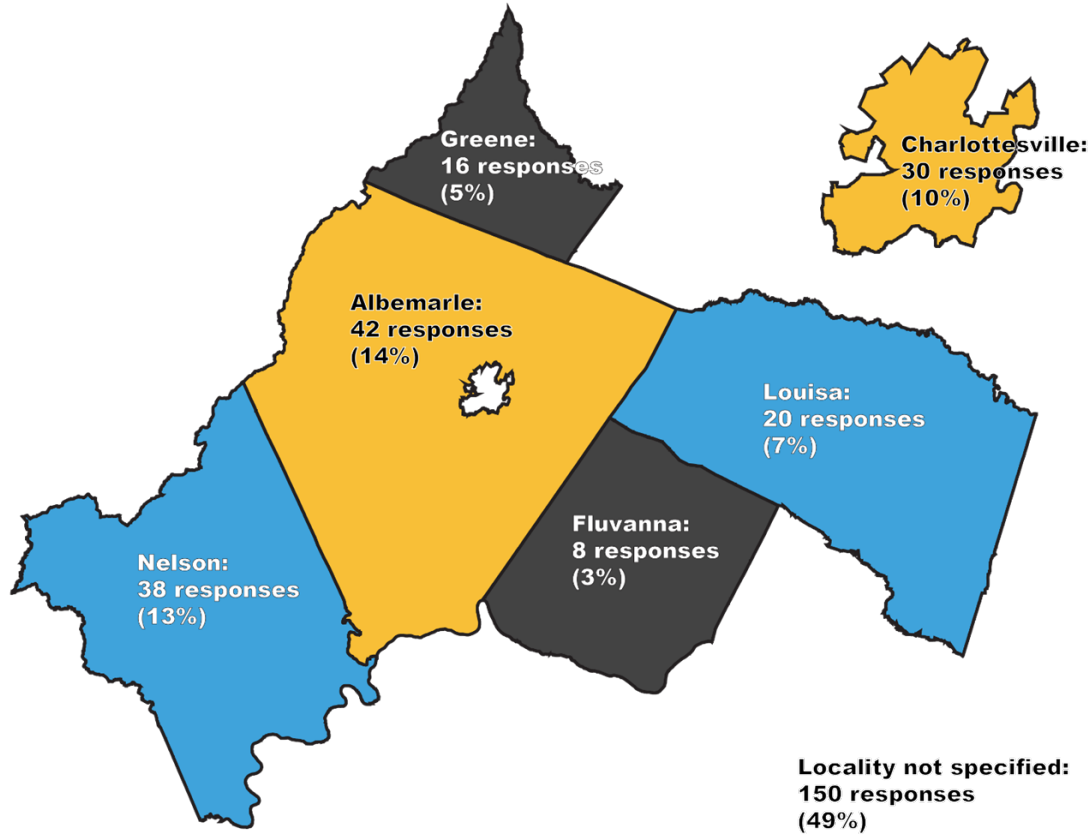 Greene:
16 responses
(5%)
Charlottesville:
30 responses
(10%)
Albemarle:
42 responses
(14%)
Louisa:
20 responses
(7%)
Fluvanna:
8 responses
(3%)
Nelson:
38 responses
(13%)
Locality not specified:
150 responses
(49%)